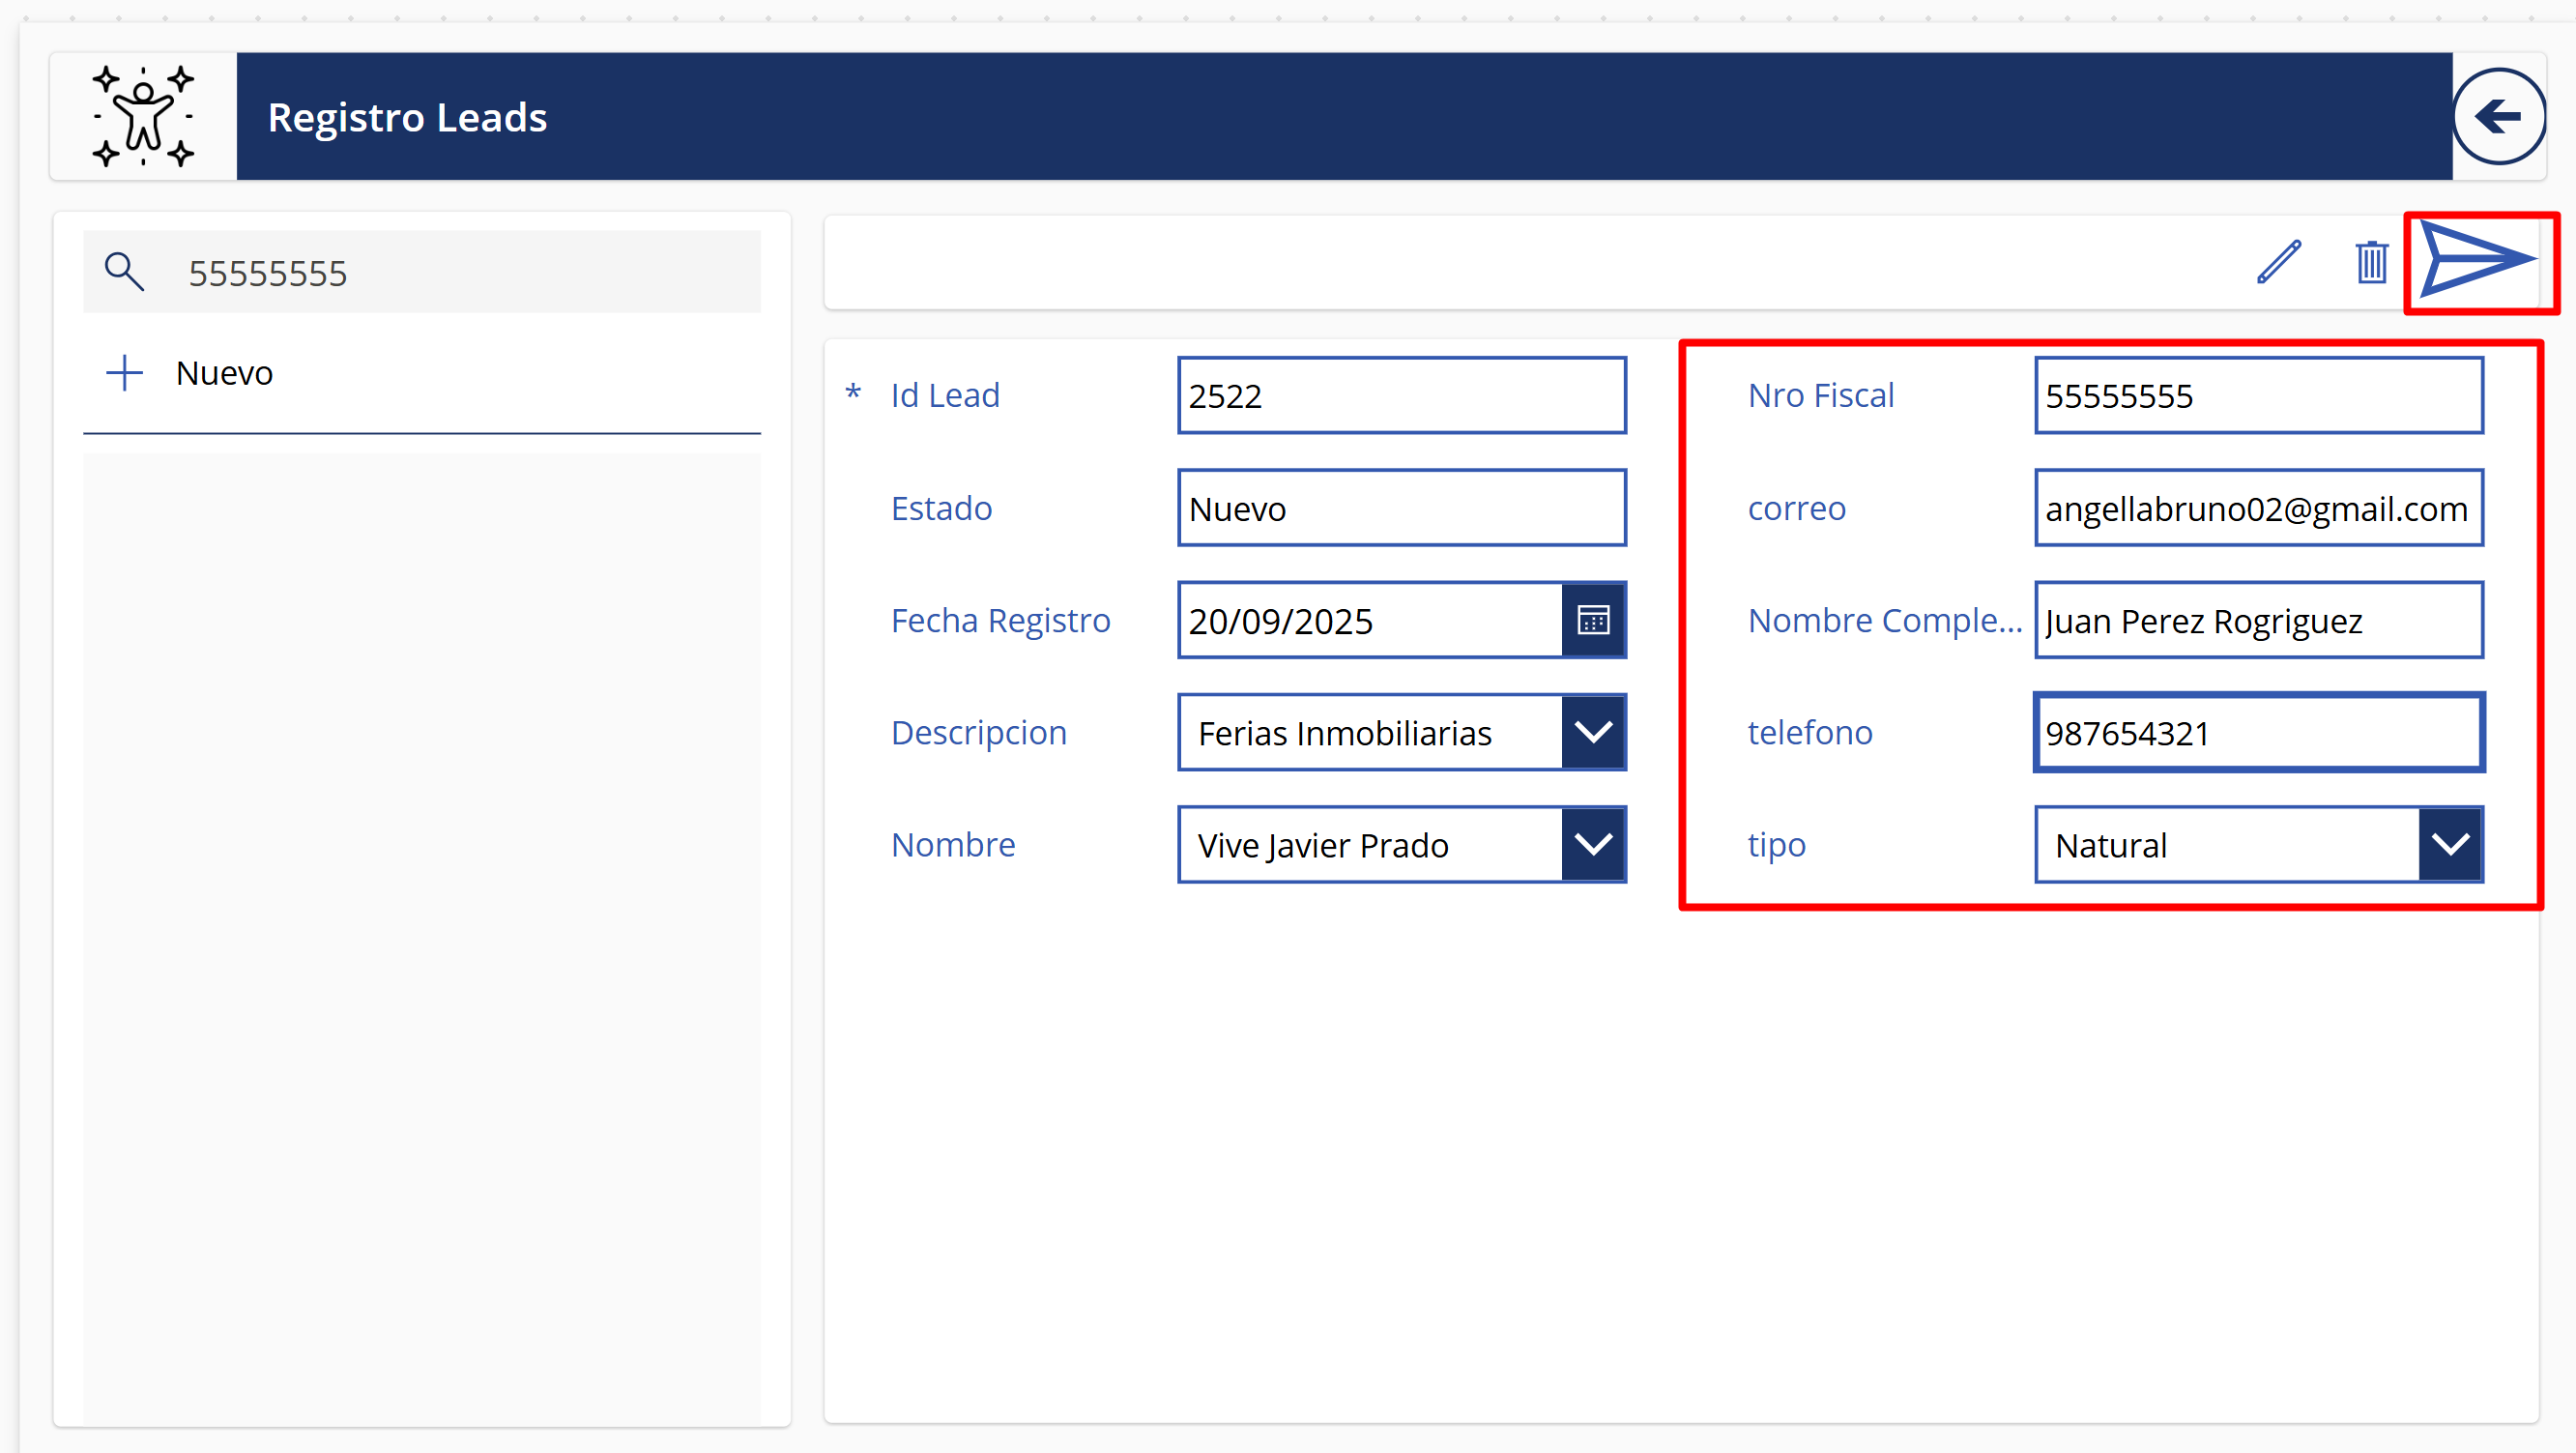 Registro Leads
55555555
Nuevo
* Id Lead 2522
Nro Fiscal 55555555
Estado Nuevo
correo angellabruno02@gmail.com
Fecha Registro 20/09/2025
Nombre Comple... Juan Perez Rogriguez
Descripcion Ferias Inmobiliarias
telefono 987654321
Nombre Vive Javier Prado
tipo Natural